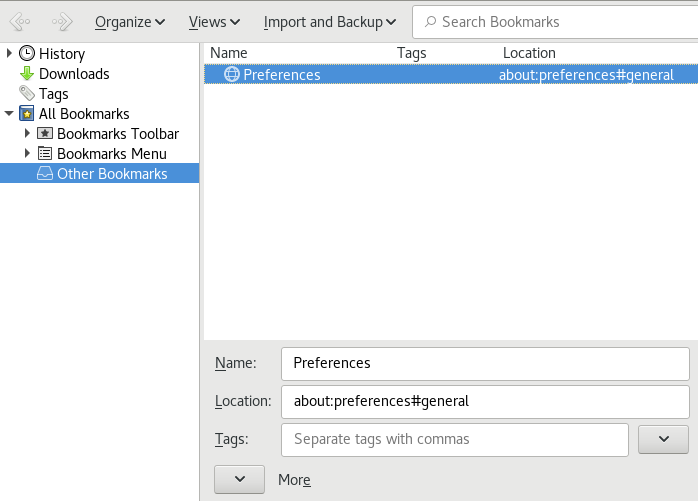 Organize Views Import and Backup Search Bookmarks
History
Downloads
Tags
All Bookmarks
Bookmarks Toolbar
Bookmarks Menu
Other Bookmarks
Name Tags Location
Preferences about:preferences#general
Name: Preferences
Location: about:preferences#general
Tags: Separate tags with commas
More